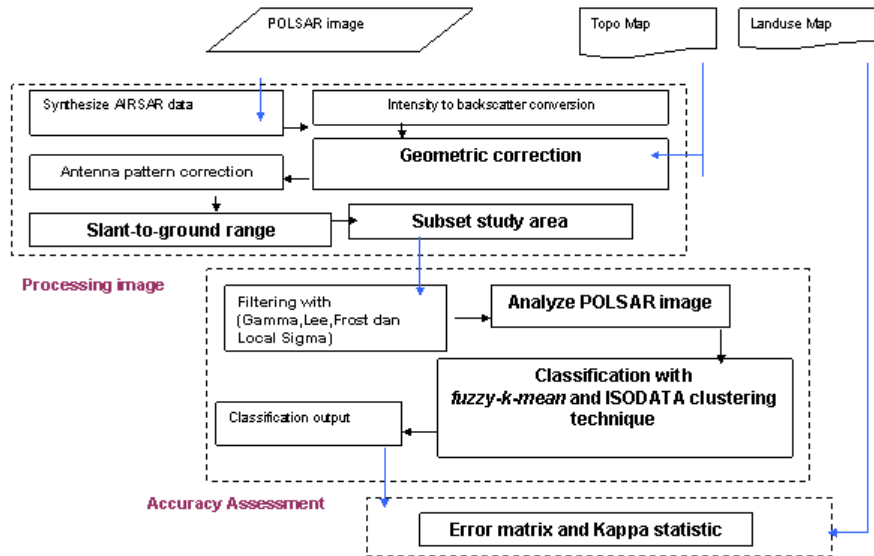 POLSAR image
Topo Map
Landuse Map
Synthesize AIRSAR data
Intensity to backscatter conversion
Geometric correction
Antenna pattern correction
Slant-to-ground range
Subset study area
Processing image
Filtering with
(Gamma,Lee,Frost dan
Local Sigma)
Analyze POLSAR image
Classification with
fuzzy-k-mean and ISODATA clustering
technique
Classification output
Accuracy Assessment
Error matrix and Kappa statistic